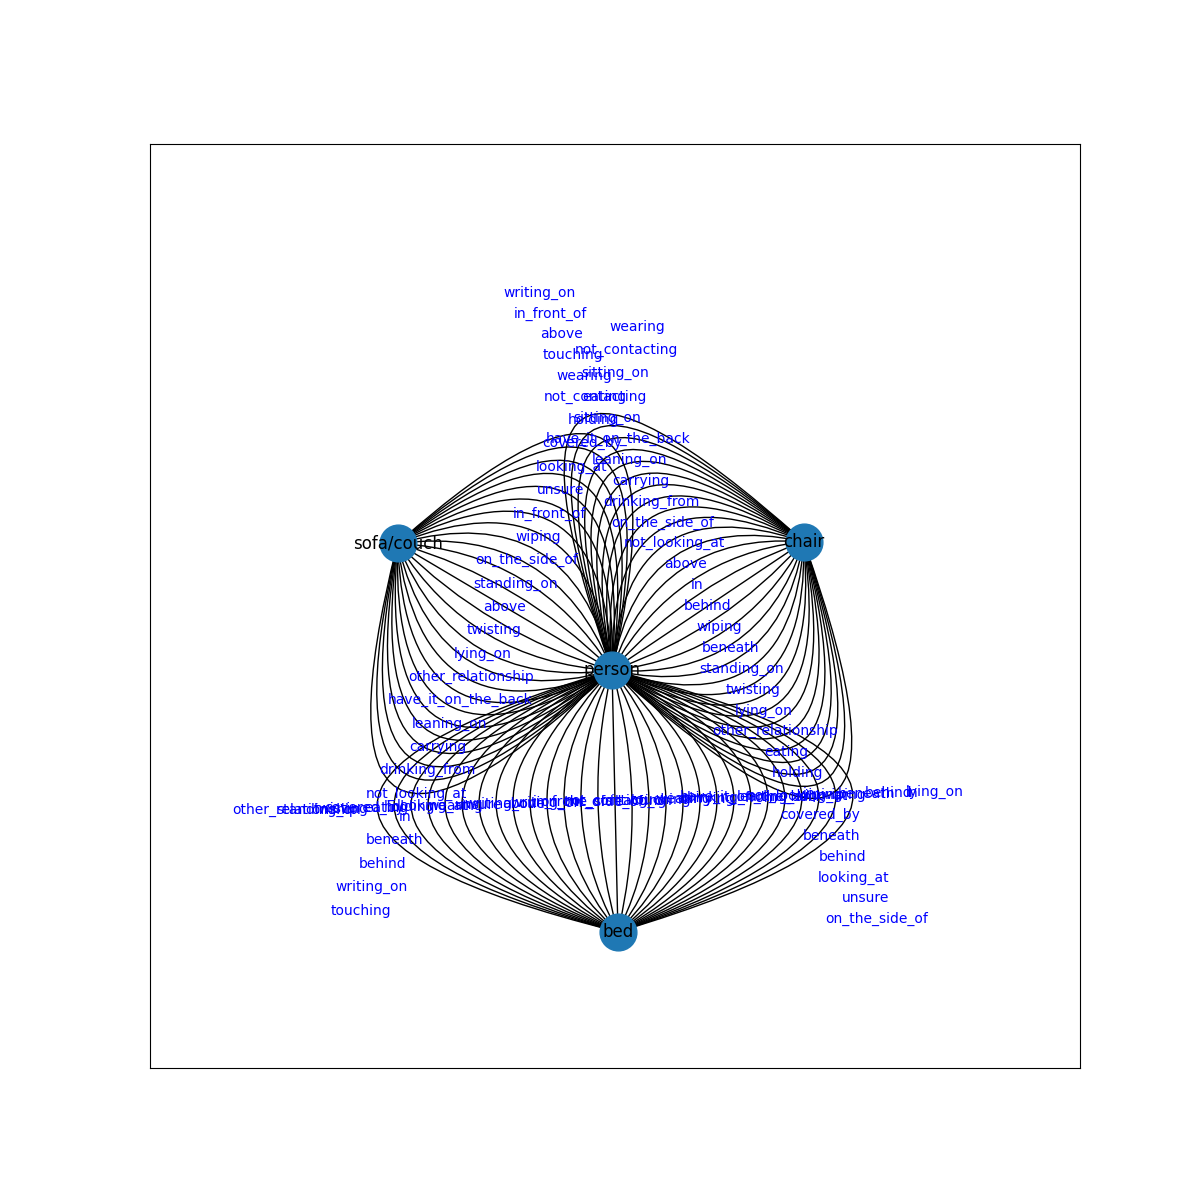 writing_on
in_front_of
wearing
above
not_contacting
touching
sitting_on
wearing
not_contacting
eating
sitting_on
holding
have_it_on_the_back
covered_by
leaning_on
looking_at
carrying
unsure
drinking_from
in_front_of
on_the_side_of
wiping
not_looking_at
sofa/couch
chair
on_the_side_of
above
standing_on
in
above
behind
twisting
wiping
lying_on
beneath
person
standing_on
other_relationship
twisting
have_it_on_the_back
lying_on
leaning_on
other_relationship
carrying
eating
drinking_from
holding
not_looking_at
behind
lying_on
other_relationship
in
covered_by
beneath
beneath
behind
behind
looking_at
writing_on
unsure
touching
on_the_side_of
bed